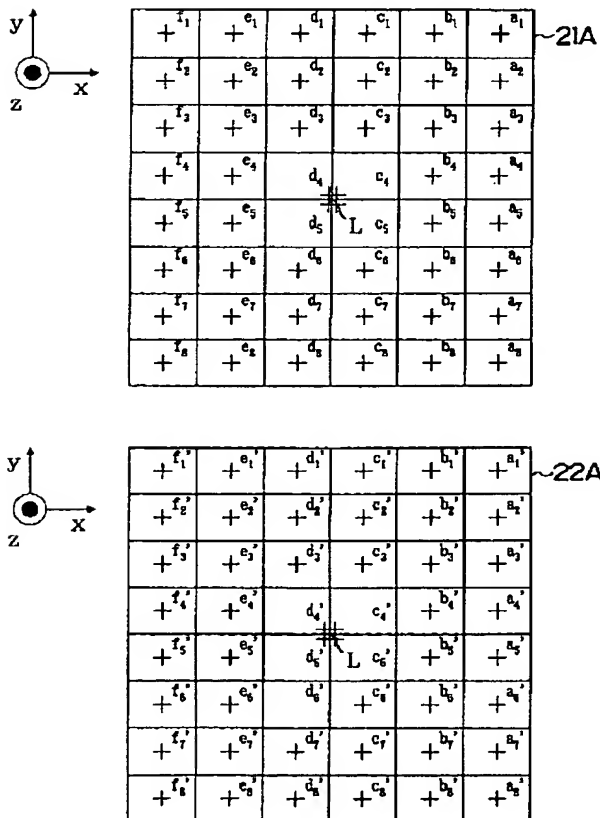 y
f₁ e₁ d₁ c₁ b₁ a₁ 21A
z x
f₂ e₂ d₂ c₂ b₂ a₂
f₃ e₃ d₃ c₃ b₃ a₃
f₄ e₄ d₄ c₄ b₄ a₄
f₅ e₅ d₅ L c₅ b₅ a₅
f₆ e₆ d₆ c₆ b₆ a₆
f₇ e₇ d₇ c₇ b₇ a₇
f₈ e₈ d₈ c₈ b₈ a₈
y
f₁' e₁' d₁' c₁' b₁' a₁' 22A
z x
f₂' e₂' d₂' c₂' b₂' a₂'
f₃' e₃' d₃' c₃' b₃' a₃'
f₄' e₄' d₄' c₄' b₄' a₄'
f₅' e₅' d₅' L c₅' b₅' a₅'
f₆' e₆' d₆' c₆' b₆' a₆'
f₇' e₇' d₇' c₇' b₇' a₇'
f₈' e₈' d₈' c₈' b₈' a₈'